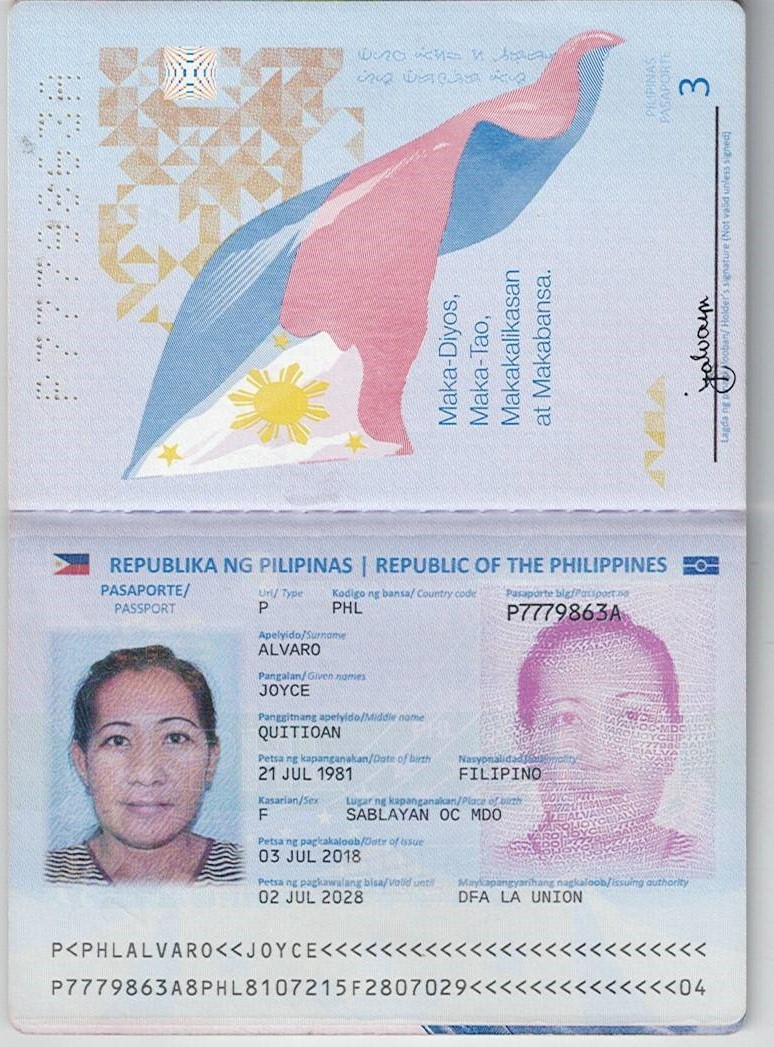 P7779863A
PILIPINAS
PASAPORTE
3
Maka-Diyos,
Maka-Tao,
Makakalikasan
at Makabansa.
Holder's signature (Not valid unless signed)
REPUBLIKA NG PILIPINAS | REPUBLIC OF THE PHILIPPINES
PASAPORTE/
PASSPORT
Uri/ Type Kodigo ng bansa/ Country code Pasaporte blg/Passport no
P PHL P7779863A
Apelyido/Surname
ALVARO
Pangalan/Given names
JOYCE
Panggitnang apelyido/Middle name
QUITIOAN
Petsa ng kapanganakan/Date of birth Nasyonalidad/Nationality
21 JUL 1981 FILIPINO
Kasarian/Sex Lugar ng kapanganakan/Place of birth
F SABLAYAN OC MDO
Petsa ng pagkakaloob/Date of issue
03 JUL 2018
Petsa ng pagkawalang bisa/Valid until Maykapangyarihang nagkaloob/Issuing authority
02 JUL 2028 DFA LA UNION
P<PHLALVARO<<JOYCE<<<<<<<<<<<<<<<<<<<<<<<<<<
P7779863A8PHL8107215F2807029<<<<<<<<<<<<<<04